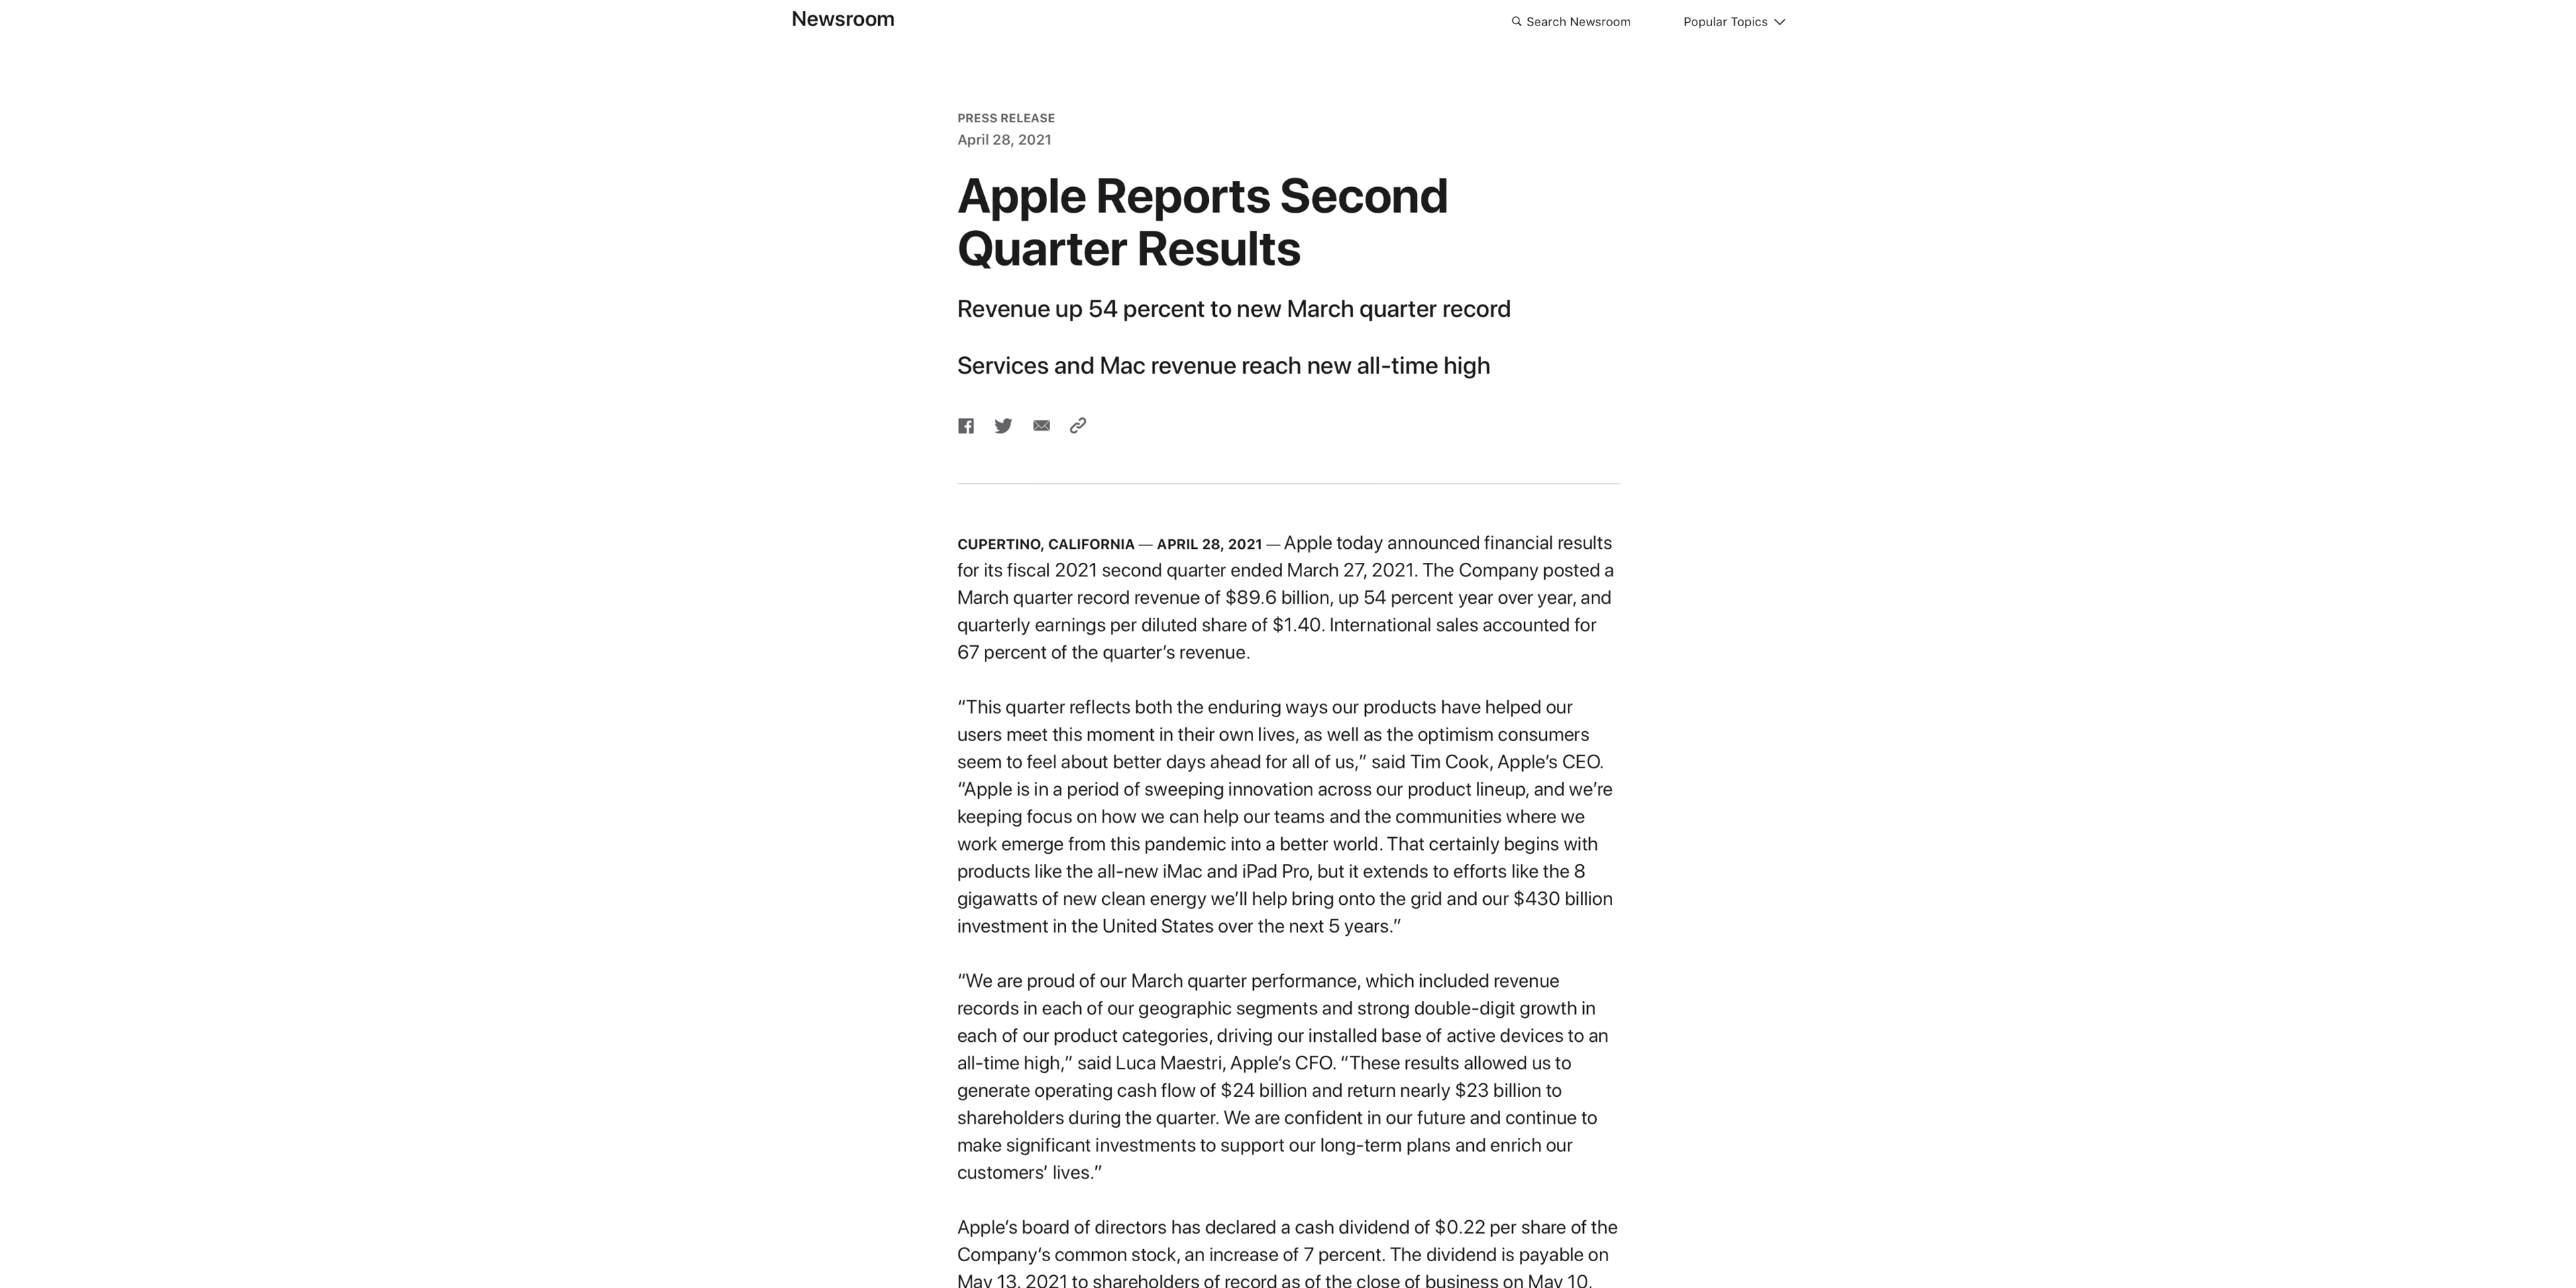 Newsroom
Search Newsroom
Popular Topics
PRESS RELEASE
April 28, 2021
Apple Reports Second
Quarter Results
Revenue up 54 percent to new March quarter record
Services and Mac revenue reach new all-time high
CUPERTINO, CALIFORNIA — APRIL 28, 2021 — Apple today announced financial results
for its fiscal 2021 second quarter ended March 27, 2021. The Company posted a
March quarter record revenue of $89.6 billion, up 54 percent year over year, and
quarterly earnings per diluted share of $1.40. International sales accounted for
67 percent of the quarter’s revenue.
“This quarter reflects both the enduring ways our products have helped our
users meet this moment in their own lives, as well as the optimism consumers
seem to feel about better days ahead for all of us,” said Tim Cook, Apple’s CEO.
“Apple is in a period of sweeping innovation across our product lineup, and we’re
keeping focus on how we can help our teams and the communities where we
work emerge from this pandemic into a better world. That certainly begins with
products like the all-new iMac and iPad Pro, but it extends to efforts like the 8
gigawatts of new clean energy we’ll help bring onto the grid and our $430 billion
investment in the United States over the next 5 years.”
“We are proud of our March quarter performance, which included revenue
records in each of our geographic segments and strong double-digit growth in
each of our product categories, driving our installed base of active devices to an
all-time high,” said Luca Maestri, Apple’s CFO. “These results allowed us to
generate operating cash flow of $24 billion and return nearly $23 billion to
shareholders during the quarter. We are confident in our future and continue to
make significant investments to support our long-term plans and enrich our
customers’ lives.”
Apple’s board of directors has declared a cash dividend of $0.22 per share of the
Company’s common stock, an increase of 7 percent. The dividend is payable on
May 13, 2021 to shareholders of record as of the close of business on May 10,